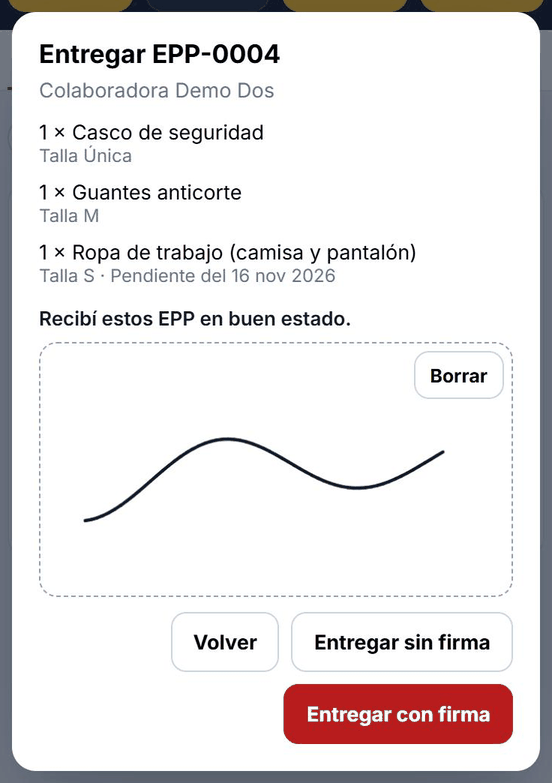 Entregar EPP-0004
Colaboradora Demo Dos
1 × Casco de seguridad
Talla Única
1 × Guantes anticorte
Talla M
1 × Ropa de trabajo (camisa y pantalón)
Talla S · Pendiente del 16 nov 2026
Recibí estos EPP en buen estado.
Borrar
Volver
Entregar sin firma
Entregar con firma